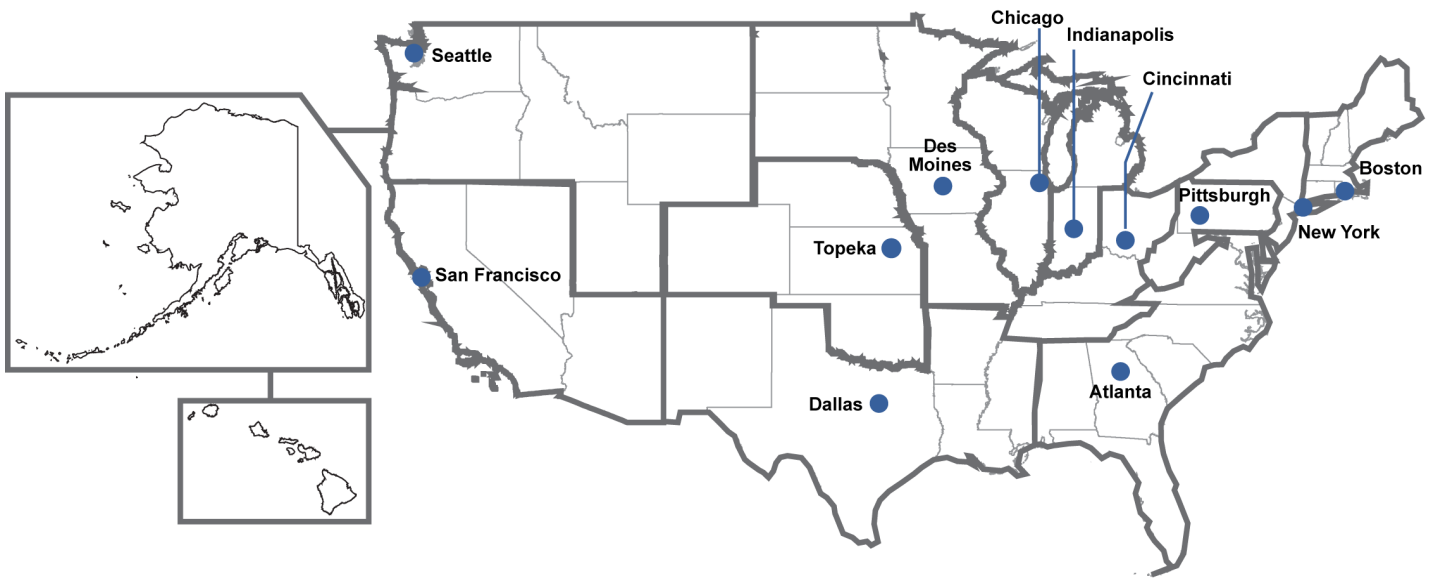 Chicago
Indianapolis
Seattle
Cincinnati
Des
Moines
Boston
Pittsburgh
New York
Topeka
San Francisco
Atlanta
Dallas